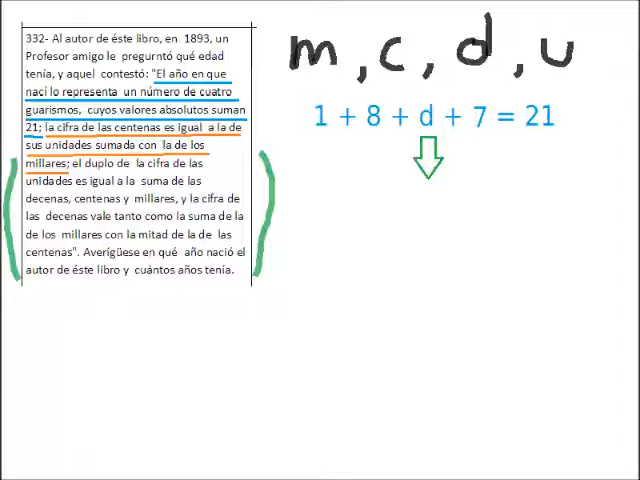 332- Al autor de éste libro, en 1893, un
Profesor amigo le pregurntó qué edad
tenía, y aquel contestó: "El año en que
nací lo representa un número de cuatro
guarismos, cuyos valores absolutos suman
21; la cifra de las centenas es igual a la de
sus unidades sumada con la de los
millares; el duplo de la cifra de las
unidades es igual a la suma de las
decenas, centenas y millares, y la cifra de
las decenas vale tanto como la suma de la
de los millares con la mitad de la de las
centenas". Averígüese en qué año nació el
autor de éste libro y cuántos años tenía.
m, c, d, u
1 + 8 + d + 7 = 21